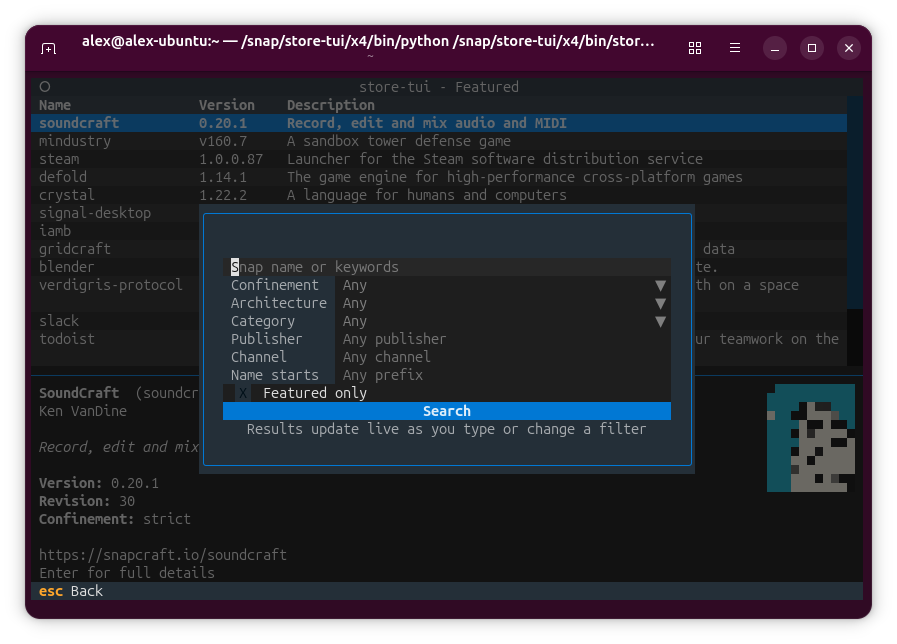 alex@alex-ubuntu:~ — /snap/store-tui/x4/bin/python /snap/store-tui/x4/bin/stor…
~
store-tui - Featured
Name Version Description
soundcraft 0.20.1 Record, edit and mix audio and MIDI
mindustry v160.7 A sandbox tower defense game
steam 1.0.0.87 Launcher for the Steam software distribution service
defold 1.14.1 The game engine for high-performance cross-platform games
crystal 1.22.2 A language for humans and computers
signal-desktop
iamb
gridcraft data
blender te.
verdigris-protocol th on a space
slack
todoist ur teamwork on the
Snap name or keywords
Confinement Any ▼
Architecture Any ▼
Category Any ▼
Publisher Any publisher
Channel Any channel
Name starts Any prefix
X Featured only
Search
Results update live as you type or change a filter
SoundCraft (soundcr
Ken VanDine
Record, edit and mix
Version: 0.20.1
Revision: 30
Confinement: strict
https://snapcraft.io/soundcraft
Enter for full details
esc Back